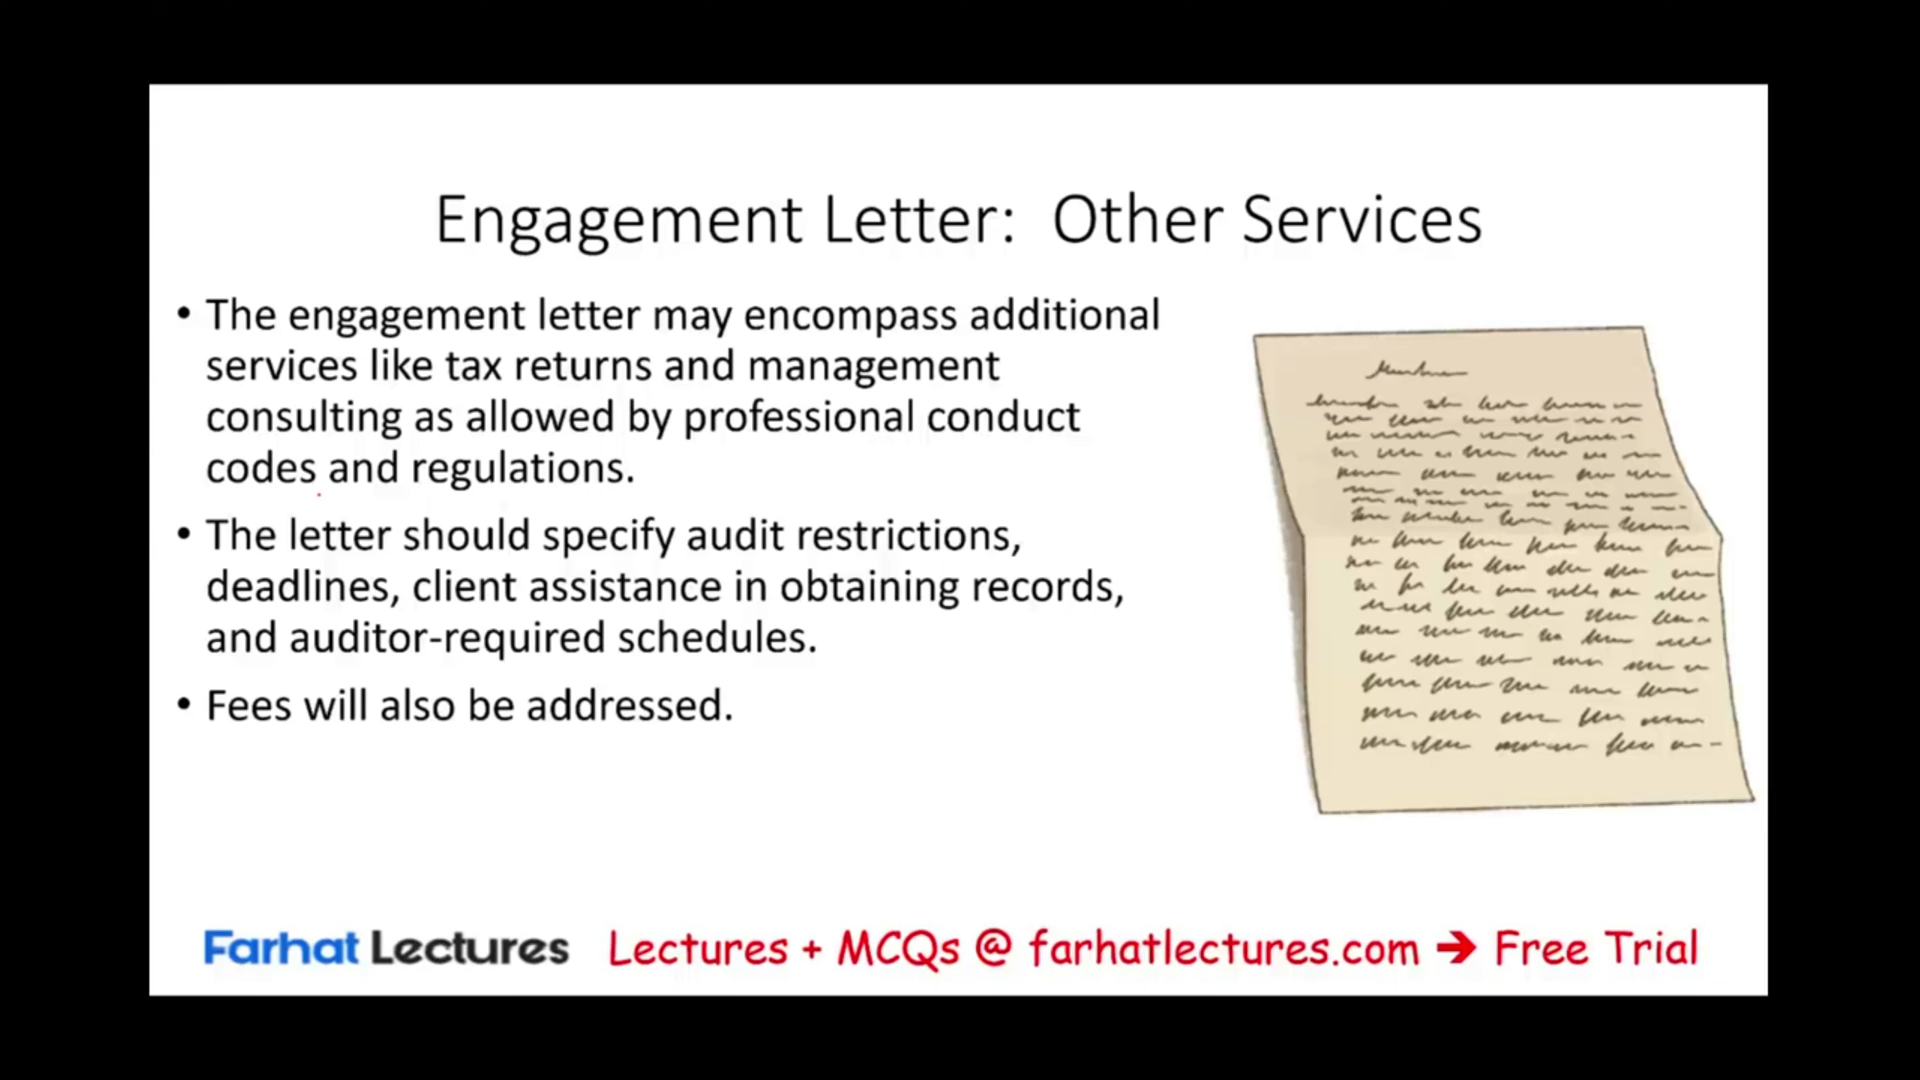 Engagement Letter: Other Services
• The engagement letter may encompass additional
services like tax returns and management
consulting as allowed by professional conduct
codes and regulations.
• The letter should specify audit restrictions,
deadlines, client assistance in obtaining records,
and auditor-required schedules.
• Fees will also be addressed.
Farhat Lectures Lectures + MCQs @ farhatlectures.com ➔ Free Trial